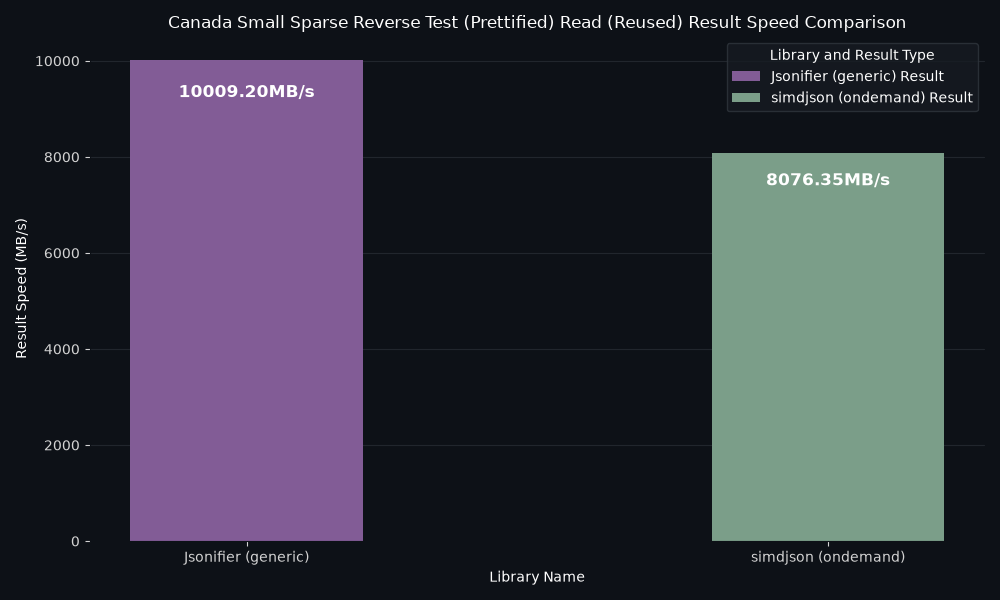 Canada Small Sparse Reverse Test (Prettified) Read (Reused) Result Speed Comparison
Library and Result Type
Jsonifier (generic) Result
simdjson (ondemand) Result
10009.20MB/s
8076.35MB/s
Result Speed (MB/s)
10000
8000
6000
4000
2000
0
Jsonifier (generic)
simdjson (ondemand)
Library Name